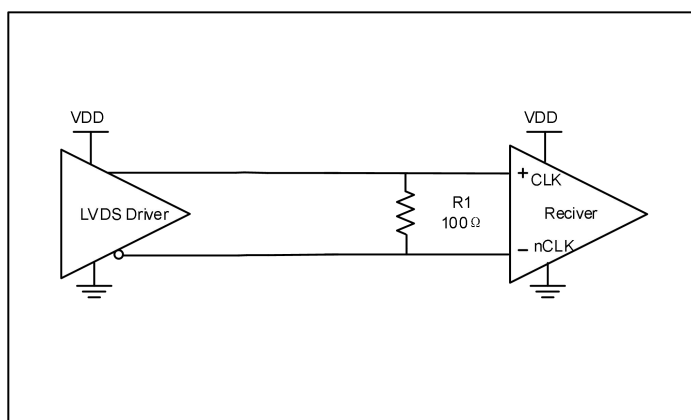 VDD
VDD
LVDS Driver
R1
100Ω
+ CLK
Reciver
− nCLK